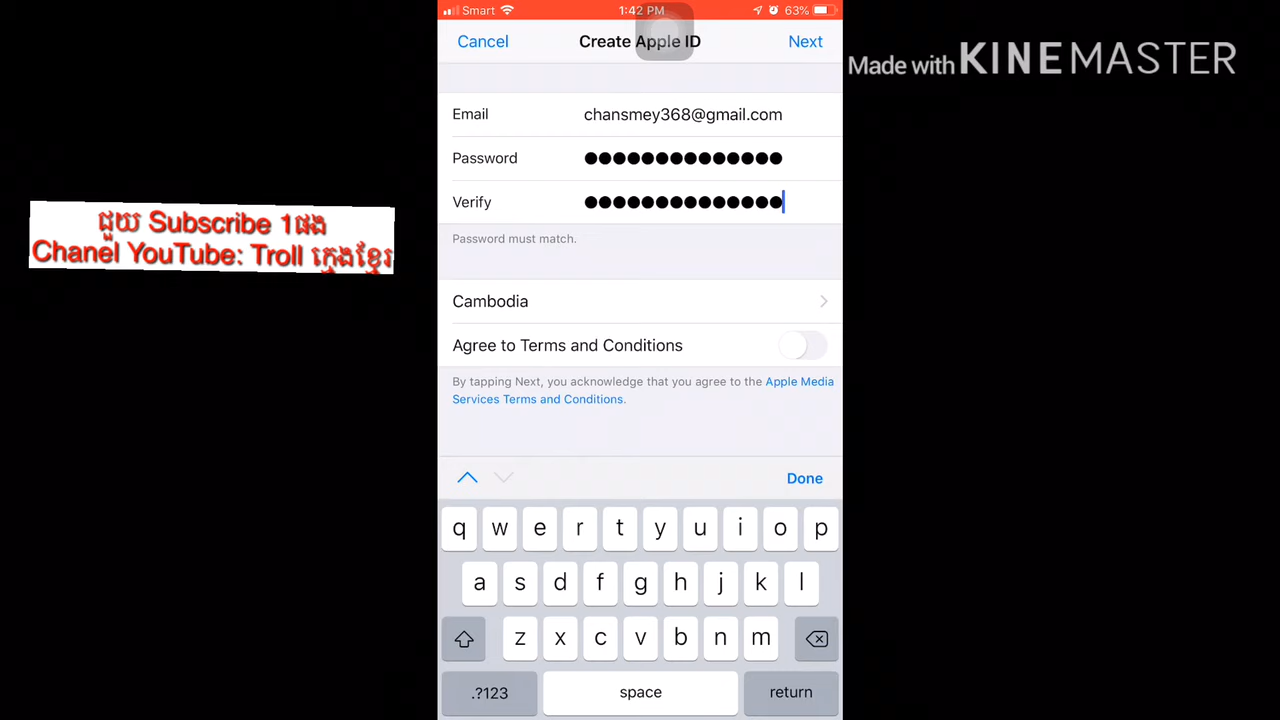 Smart 1:42 PM 63%
Cancel Create Apple ID Next
Made with KINEMASTER
Email chansmey368@gmail.com
Password ●●●●●●●●●●●●●●
Verify ●●●●●●●●●●●●●●
Password must match.
ជួយ Subscribe 1ផង
Chanel YouTube: Troll ក្មេងខ្មែរ
Cambodia
Agree to Terms and Conditions
By tapping Next, you acknowledge that you agree to the Apple Media
Services Terms and Conditions.
Done
q w e r t y u i o p
a s d f g h j k l
z x c v b n m
.?123 space return